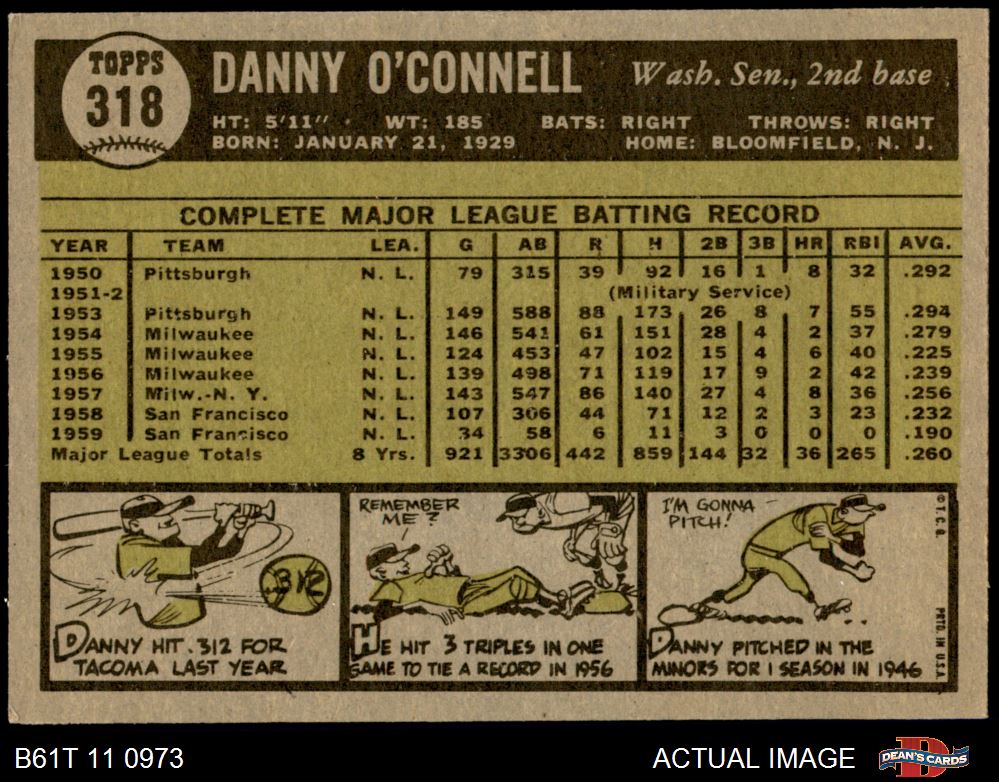 TOPPS
318
DANNY O'CONNELL Wash. Sen., 2nd base
HT: 5'11" WT: 185 BATS: RIGHT THROWS: RIGHT
BORN: JANUARY 21, 1929 HOME: BLOOMFIELD, N. J.
COMPLETE MAJOR LEAGUE BATTING RECORD
YEAR TEAM LEA. G AB R H 2B 3B HR RBI AVG.
1950 Pittsburgh N. L. 79 315 39 92 16 1 8 32 .292
1951-2 (Military Service)
1953 Pittsburgh N. L. 149 588 88 173 26 8 7 55 .294
1954 Milwaukee N. L. 146 541 61 151 28 4 2 37 .279
1955 Milwaukee N. L. 124 453 47 102 15 4 6 40 .225
1956 Milwaukee N. L. 139 498 71 119 17 9 2 42 .239
1957 Milw.-N. Y. N. L. 143 547 86 140 27 4 8 36 .256
1958 San Francisco N. L. 107 306 44 71 12 2 3 23 .232
1959 San Francisco N. L. 34 58 6 11 3 0 0 0 .190
Major League Totals 8 Yrs. 921 3306 442 859 144 32 36 265 .260
.312
DANNY HIT .312 FOR
TACOMA LAST YEAR
REMEMBER
ME?
HE HIT 3 TRIPLES IN ONE
GAME TO TIE A RECORD IN 1956
I'M GONNA
PITCH!
DANNY PITCHED IN THE
MINORS FOR 1 SEASON IN 1946
© T. C. G.
PRTD. IN U.S.A.
B61T 11 0973
ACTUAL IMAGE
DEAN'S CARDS